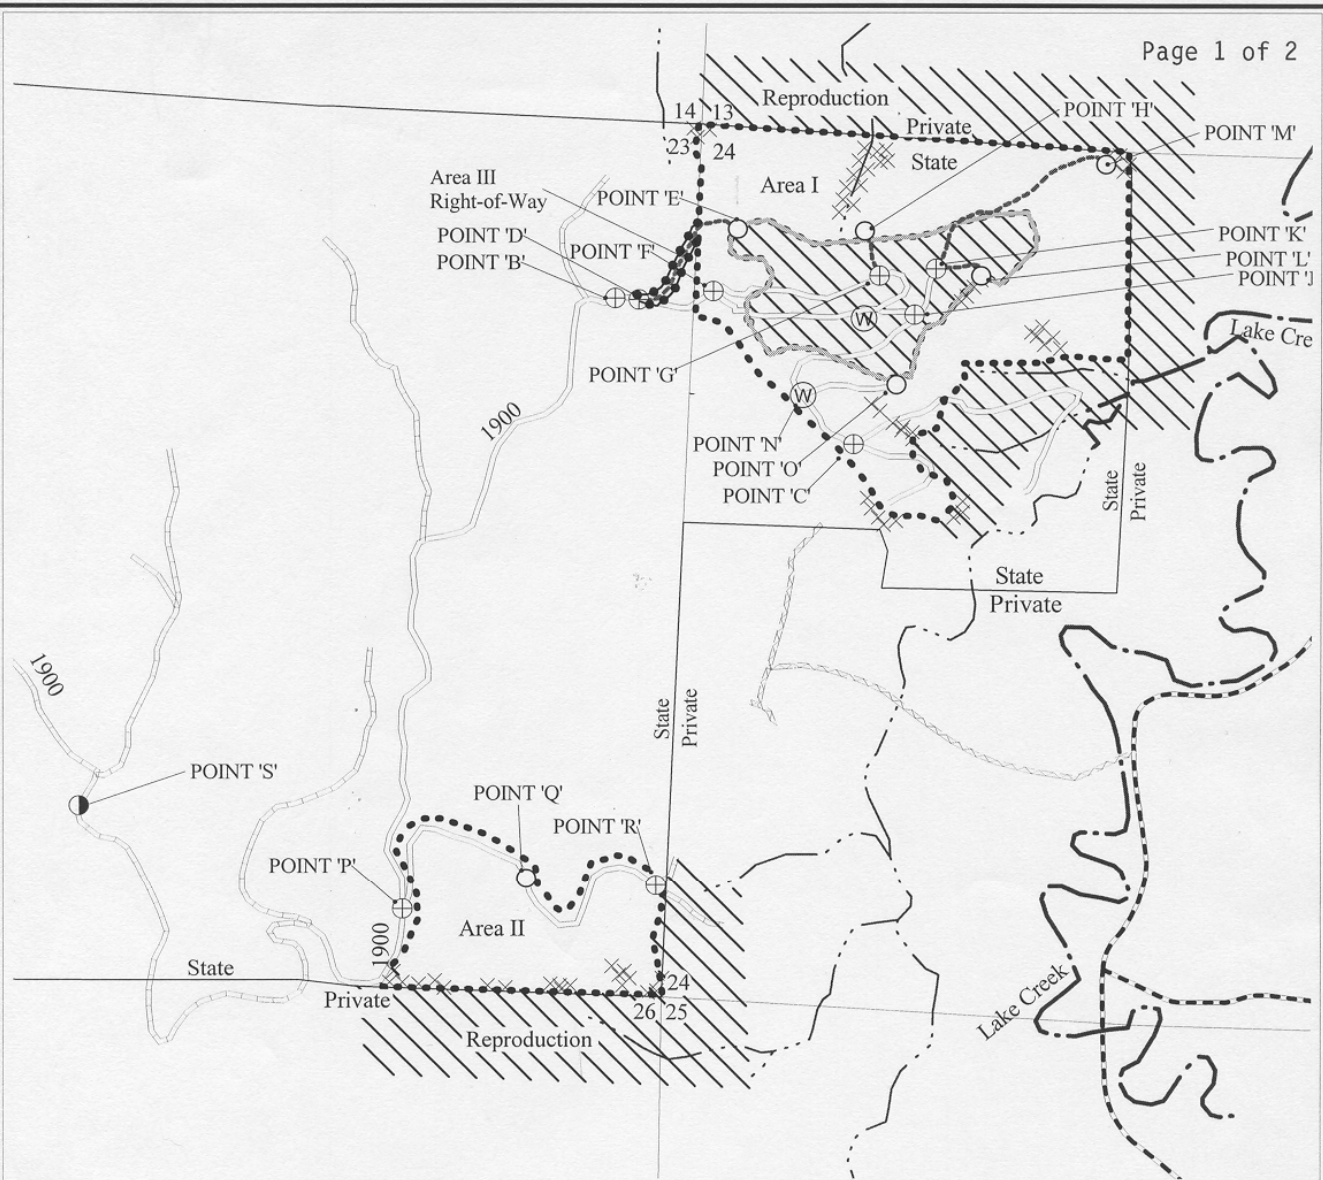 Page 1 of 2
Reproduction
POINT 'H'
14 13
Private
POINT 'M'
23 24
State
Area III
Right-of-Way
Area I
POINT 'E'
POINT 'D'
POINT 'F'
POINT 'K'
POINT 'B'
POINT 'L'
POINT 'J
Lake Cre
W
POINT 'G'
W
1900
POINT 'N'
POINT 'O'
POINT 'C'
State
Private
State
Private
1900
State
Private
POINT 'S'
POINT 'Q'
POINT 'R'
POINT 'P'
Area II
1900
State
Private
24
26 25
Lake Creek
Reproduction